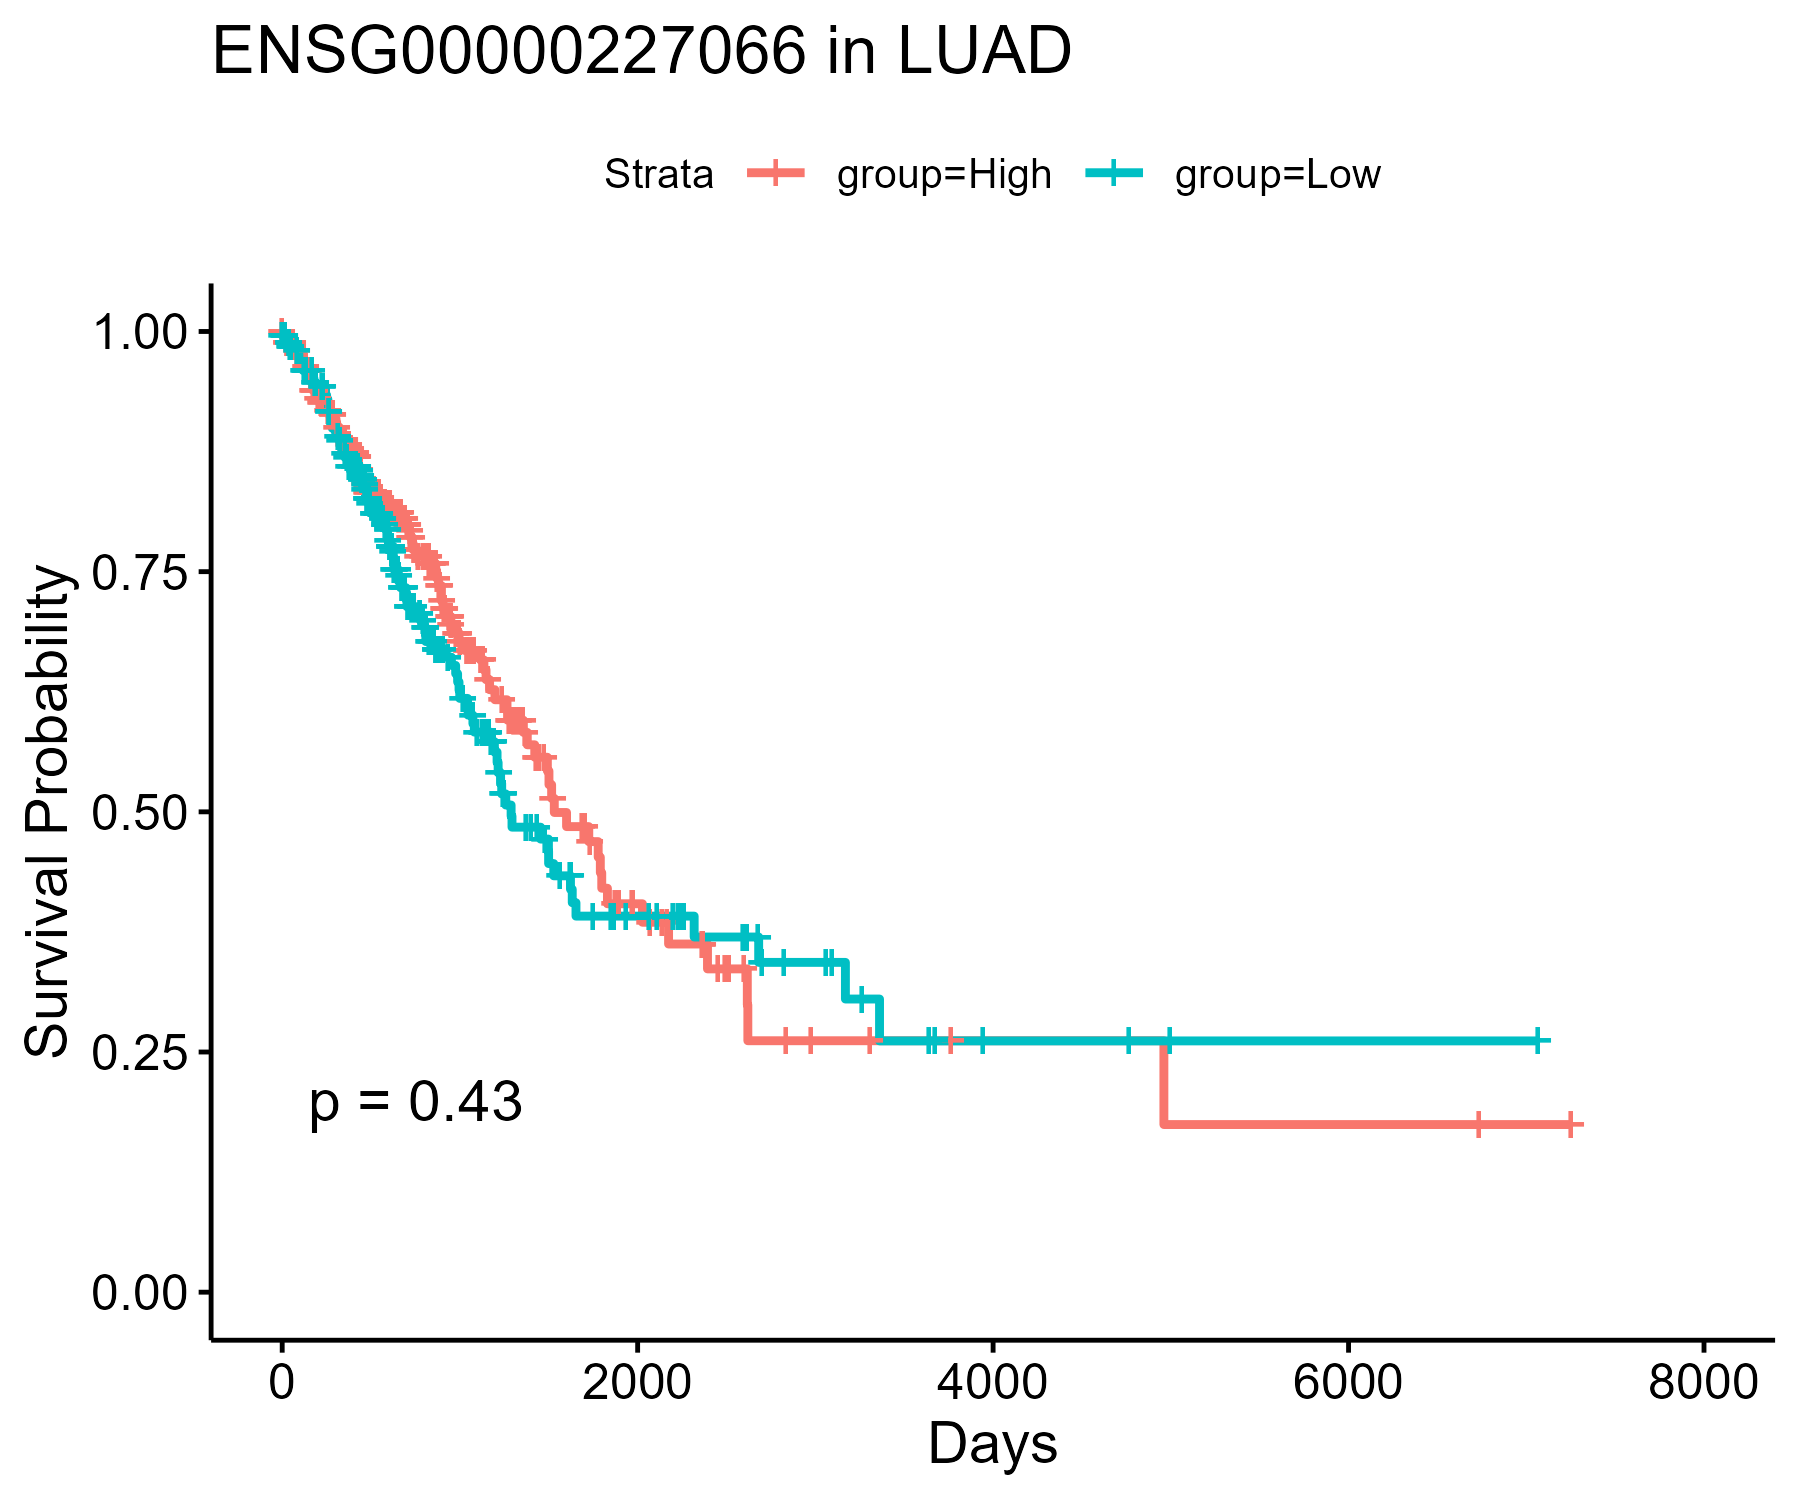 ENSG00000227066 in LUAD
Strata group=High group=Low
1.00
0.75
0.50
0.25
0.00
Survival Probability
p = 0.43
0 2000 4000 6000 8000
Days